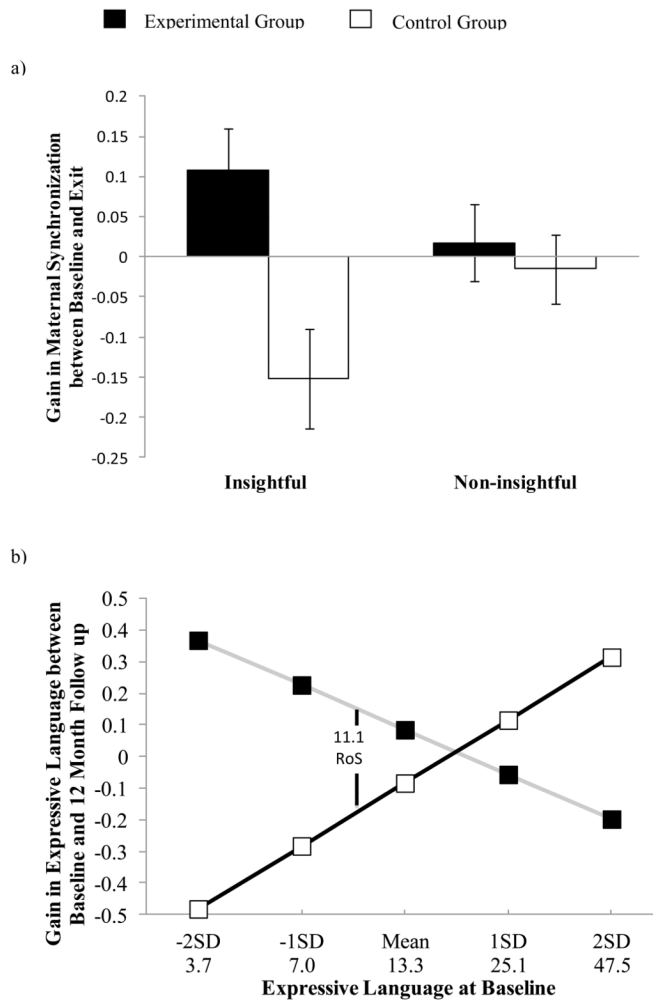 Experimental Group Control Group
a)
Gain in Maternal Synchronization
between Baseline and Exit
0.2
0.15
0.1
0.05
0
-0.05
-0.1
-0.15
-0.2
-0.25
Insightful Non-insightful
b)
Gain in Expressive Language between
Baseline and 12 Month Follow up
0.5
0.4
0.3
0.2
0.1
0
-0.1
-0.2
-0.3
-0.4
-0.5
11.1
RoS
-2SD -1SD Mean 1SD 2SD
3.7 7.0 13.3 25.1 47.5
Expressive Language at Baseline